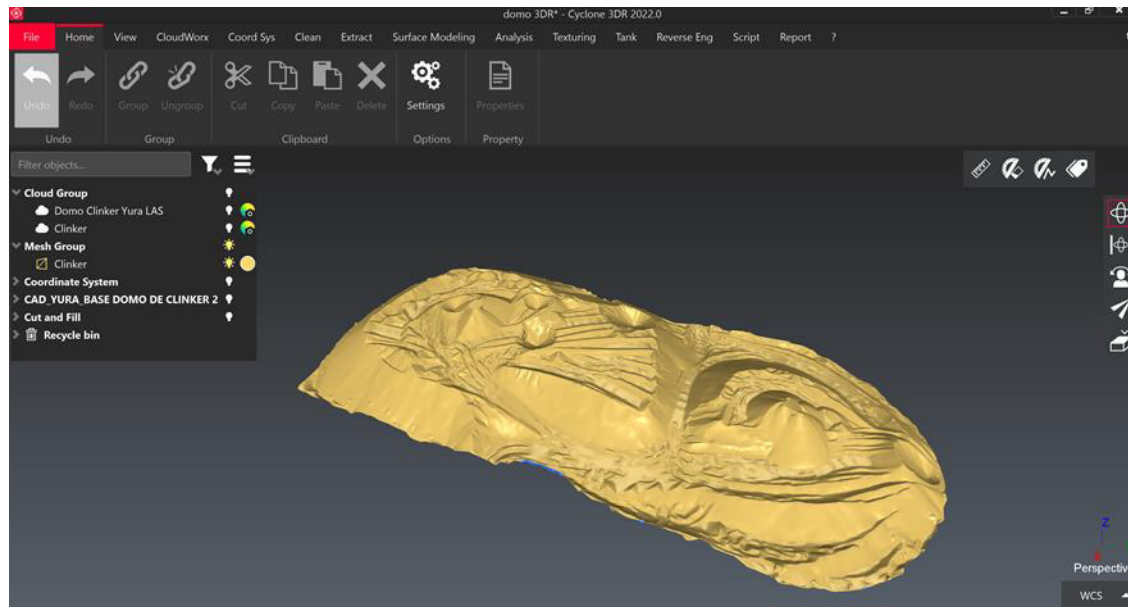 domo 3DR* - Cyclone 3DR 2022.0
File Home View CloudWorx Coord Sys Clean Extract Surface Modeling Analysis Texturing Tank Reverse Eng Script Report ?
Undo Redo Group Ungroup Cut Copy Paste Delete Settings Properties
Undo Group Clipboard Options Property
Filter objects...
Cloud Group
Domo Clinker Yura LAS
Clinker
Mesh Group
Clinker
Coordinate System
CAD_YURA_BASE DOMO DE CLINKER 2
Cut and Fill
Recycle bin
Z
Perspectiv
WCS